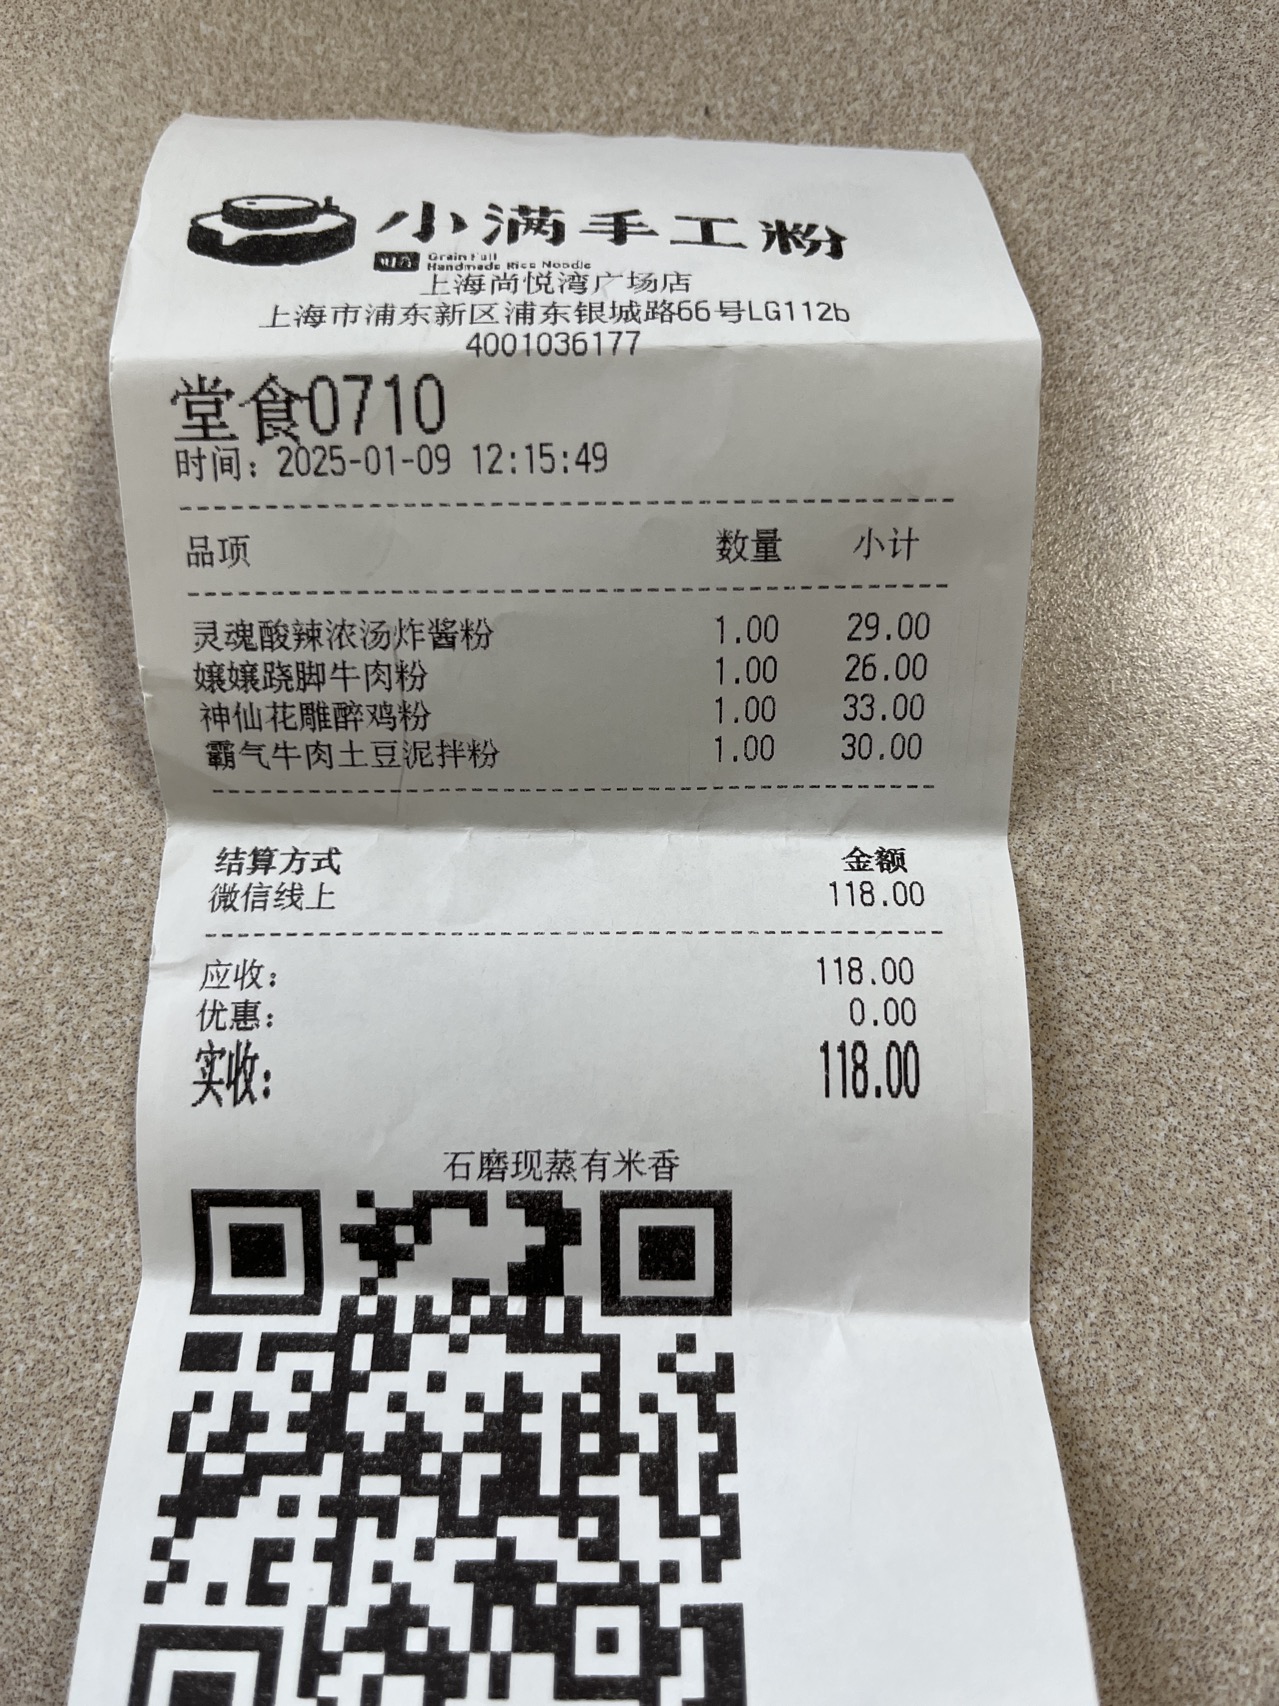 小满手工粉
Grain Full
Handmade Rice Noodle
上海尚悦湾广场店
上海市浦东新区浦东银城路66号LG112b
4001036177
堂食0710
时间：2025-01-09 12:15:49
品项 数量 小计
灵魂酸辣浓汤炸酱粉 1.00 29.00
嬢嬢跷脚牛肉粉 1.00 26.00
神仙花雕醉鸡粉 1.00 33.00
霸气牛肉土豆泥拌粉 1.00 30.00
结算方式 金额
微信线上 118.00
应收： 118.00
优惠： 0.00
实收： 118.00
石磨现蒸有米香